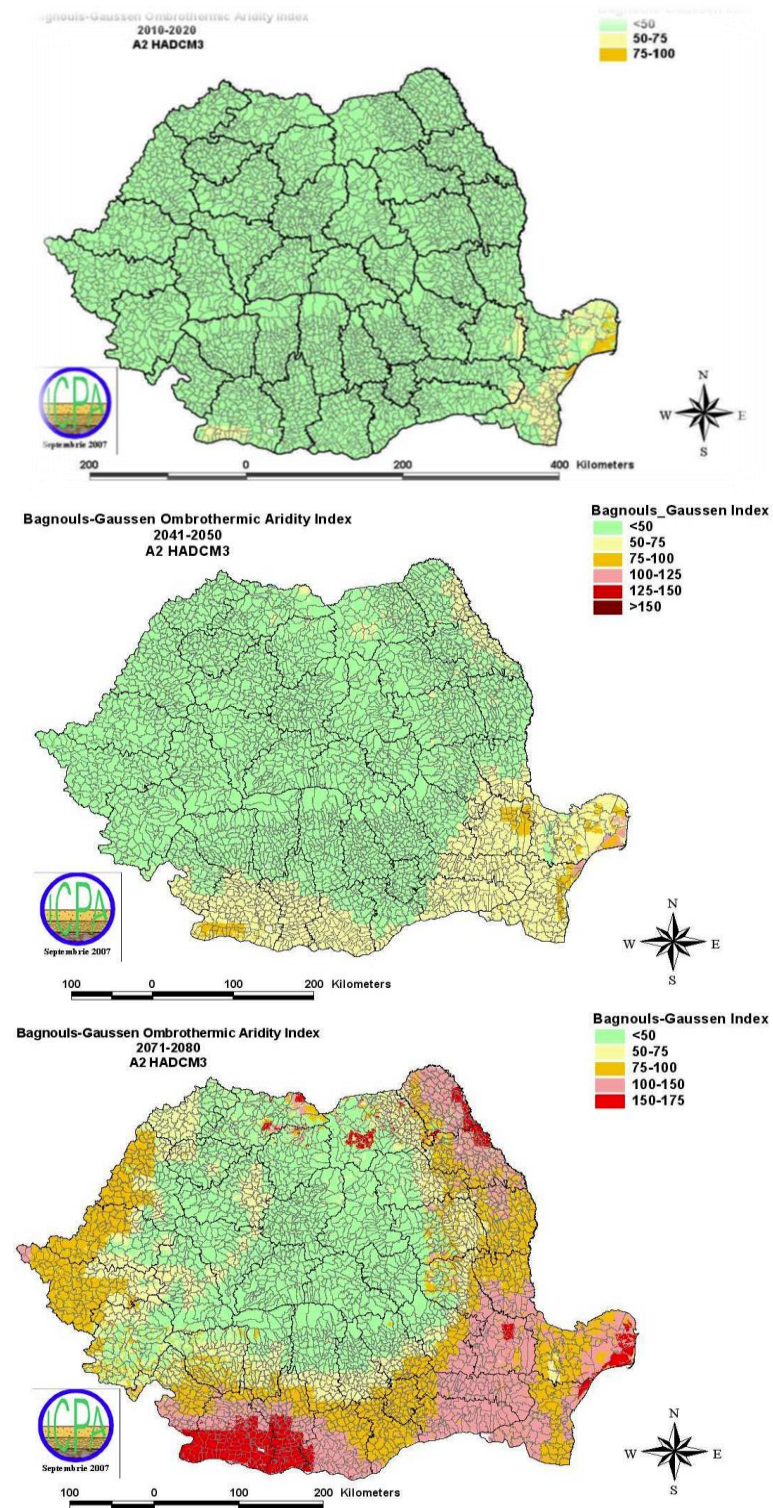 Bagnouls-Gaussen Ombrothermic Aridity Index
2010-2020
A2 HADCM3
<50
50-75
75-100
ICPA
Septembrie 2007
N
W E
S
200 0 200 400 Kilometers
Bagnouls-Gaussen Ombrothermic Aridity Index
2041-2050
A2 HADCM3
Bagnouls_Gaussen Index
<50
50-75
75-100
100-125
125-150
>150
ICPA
Septembrie 2007
N
W E
S
100 0 100 200 Kilometers
Bagnouls-Gaussen Ombrothermic Aridity Index
2071-2080
A2 HADCM3
Bagnouls-Gaussen Index
<50
50-75
75-100
100-150
150-175
ICPA
Septembrie 2007
N
W E
S
100 0 100 200 Kilometers